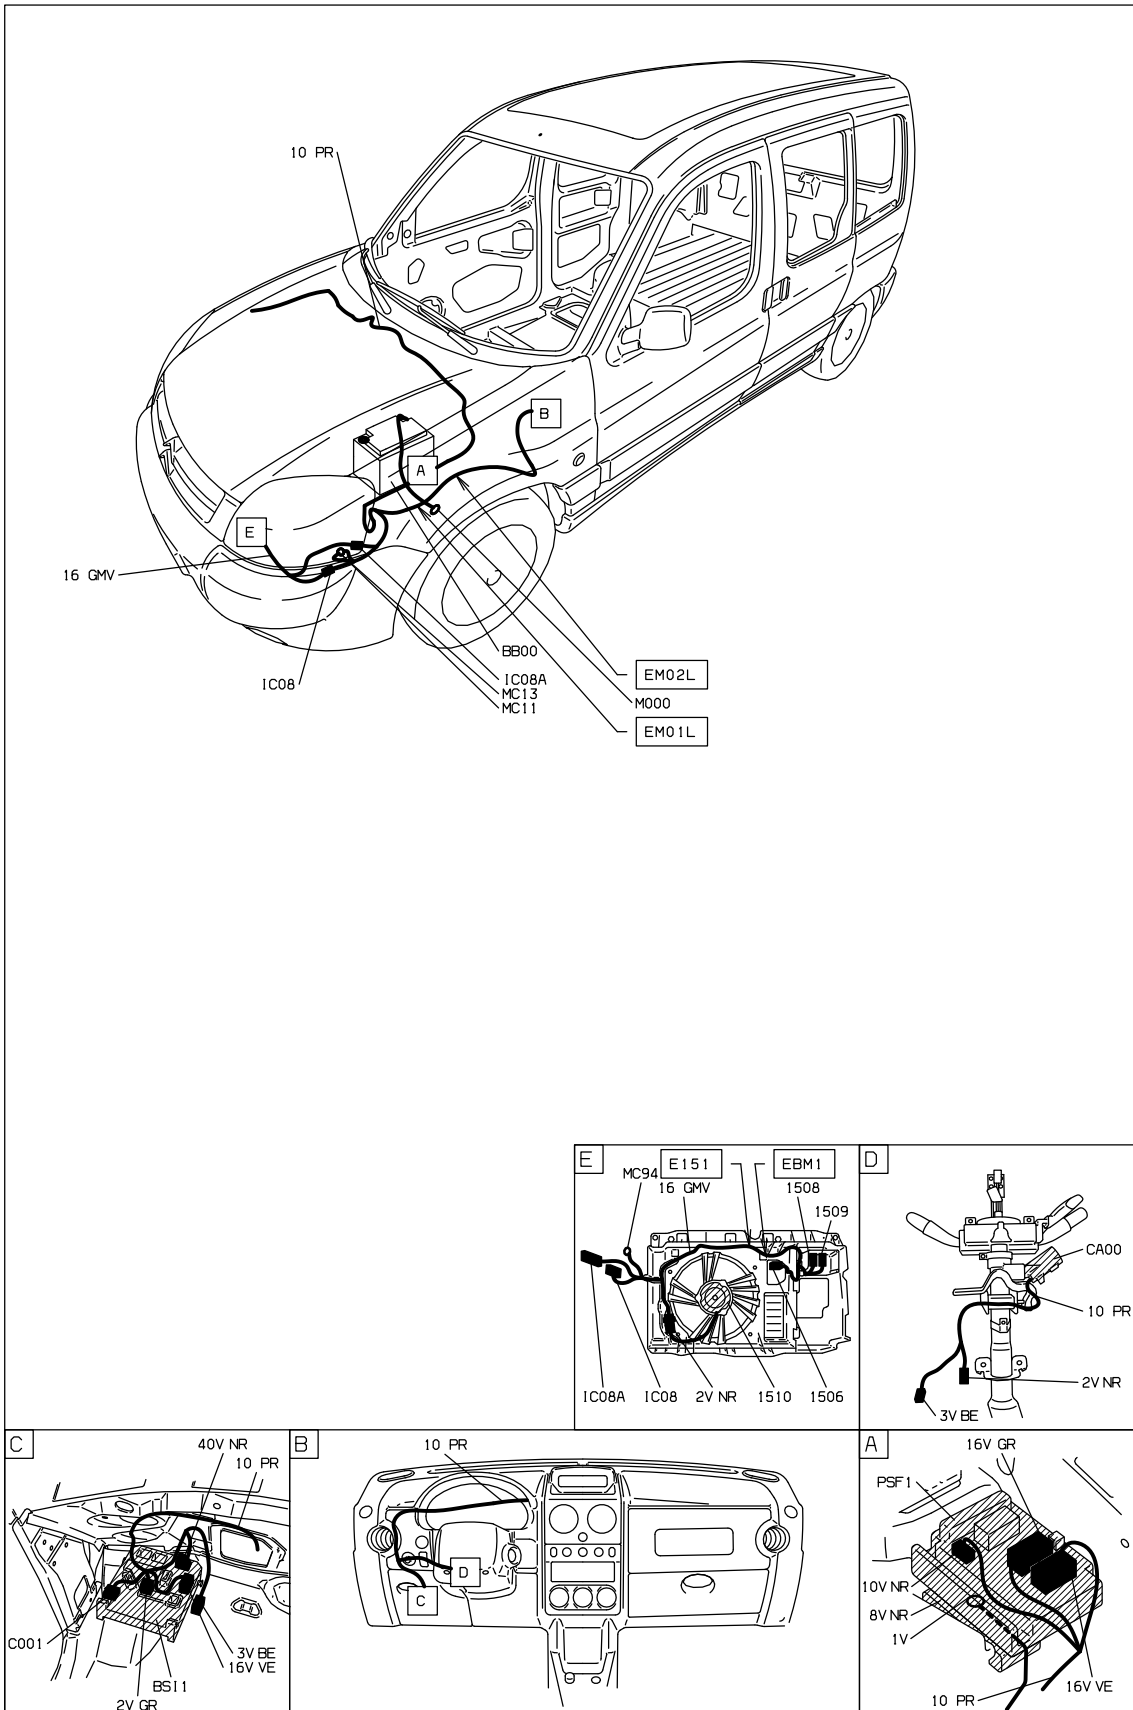 10 PR
B
A
E
16 GMV
BB00
IC08A
MC13
MC11
IC08
EM02L
M000
EM01L
E
MC94
E151
16 GMV
EBM1
1508
1509
IC08A
IC08
2V NR
1510
1506
D
CA00
10 PR
2V NR
3V BE
C
40V NR
10 PR
C001
3V BE
16V VE
BSI1
2V GR
B
10 PR
D
C
A
16V GR
PSF1
10V NR
8V NR
1V
10 PR
16V VE